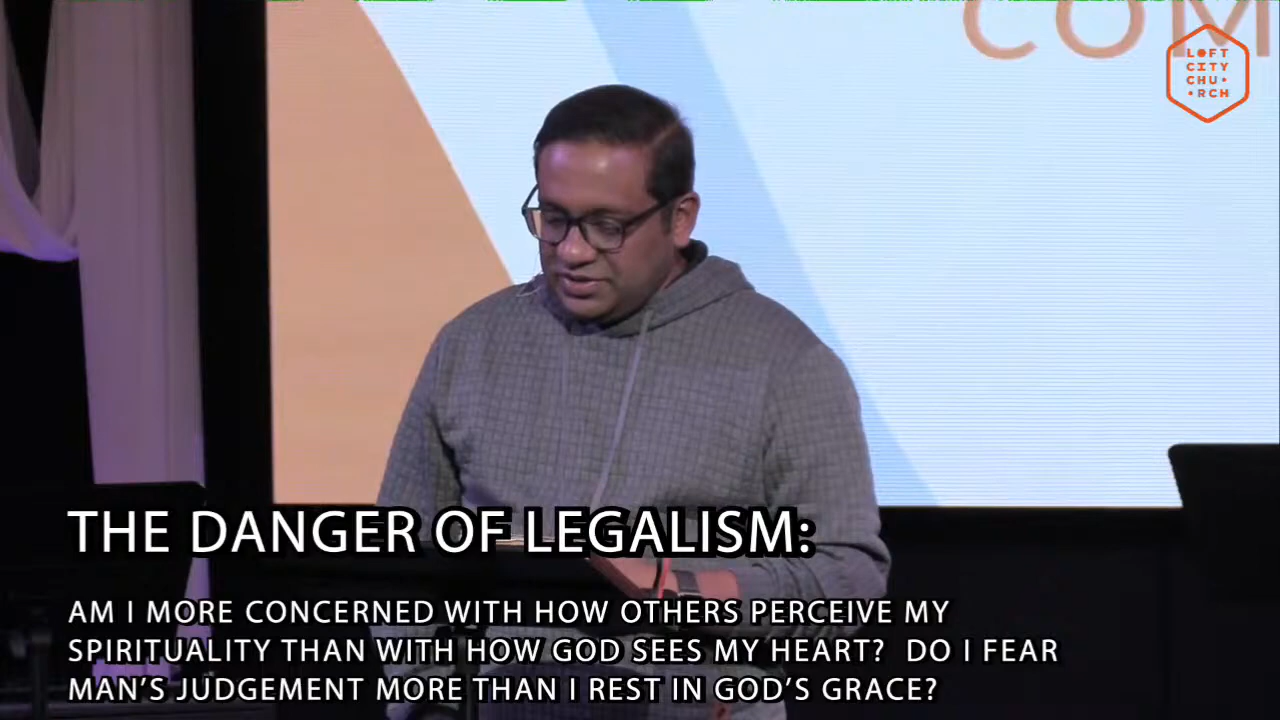 COM
LOFT
CITY
CHU•
•RCH
THE DANGER OF LEGALISM:
AM I MORE CONCERNED WITH HOW OTHERS PERCEIVE MY
SPIRITUALITY THAN WITH HOW GOD SEES MY HEART?  DO I FEAR
MAN'S JUDGEMENT MORE THAN I REST IN GOD'S GRACE?